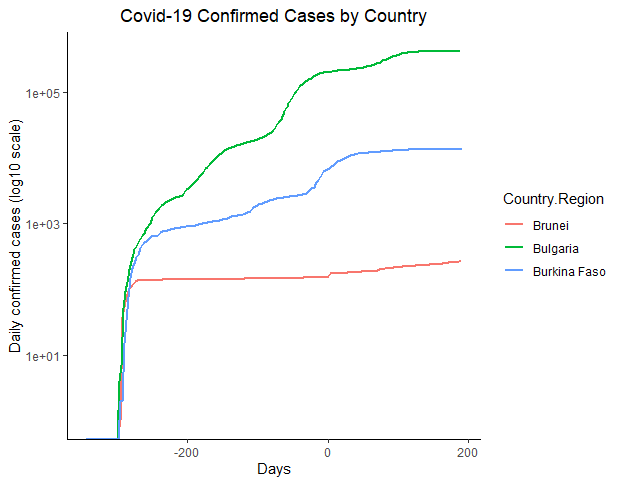 Covid-19 Confirmed Cases by Country
Daily confirmed cases (log10 scale)
1e+05
1e+03
1e+01
-200
0
200
Days
Country.Region
Brunei
Bulgaria
Burkina Faso